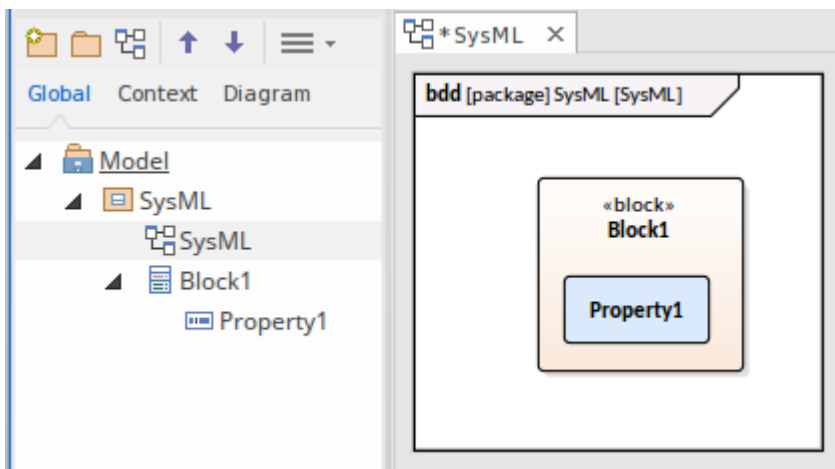 Global Context Diagram
Model
SysML
SysML
Block1
Property1
*SysML ×
bdd [package] SysML [SysML]
«block»
Block1
Property1